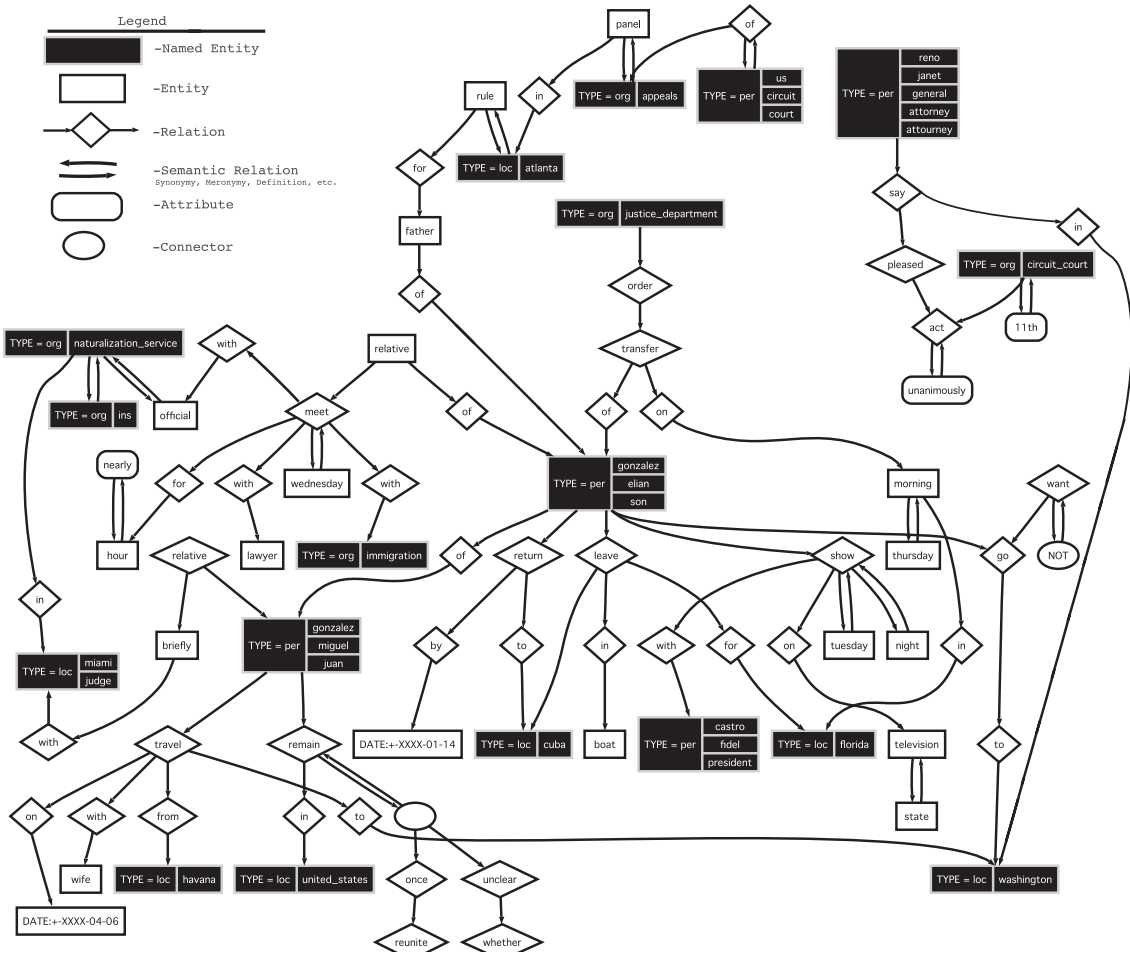 Legend
-Named Entity
-Entity
-Relation
-Semantic Relation
Synonymy, Meronymy, Definition, etc.
-Attribute
-Connector
panel
of
TYPE = org appeals
TYPE = per us circuit court
rule
in
TYPE = per reno janet general attorney attourney
for
TYPE = loc atlanta
say
father
TYPE = org justice_department
in
pleased
TYPE = org circuit_court
of
order
act
11th
TYPE = org naturalization_service
with
relative
transfer
unanimously
TYPE = org ins
official
meet
of
of
on
nearly
for
with
wednesday
with
TYPE = per gonzalez elian son
morning
want
hour
relative
lawyer
TYPE = org immigration
of
return
leave
show
thursday
go
NOT
in
briefly
TYPE = per gonzalez miguel juan
by
to
in
with
for
on
tuesday
night
in
TYPE = loc miami judge
with
travel
remain
DATE:+-XXXX-01-14
TYPE = loc cuba
boat
TYPE = per castro fidel president
TYPE = loc florida
television
to
on
with
from
in
to
state
wife
TYPE = loc havana
TYPE = loc united_states
once
unclear
TYPE = loc washington
DATE:+-XXXX-04-06
reunite
whether